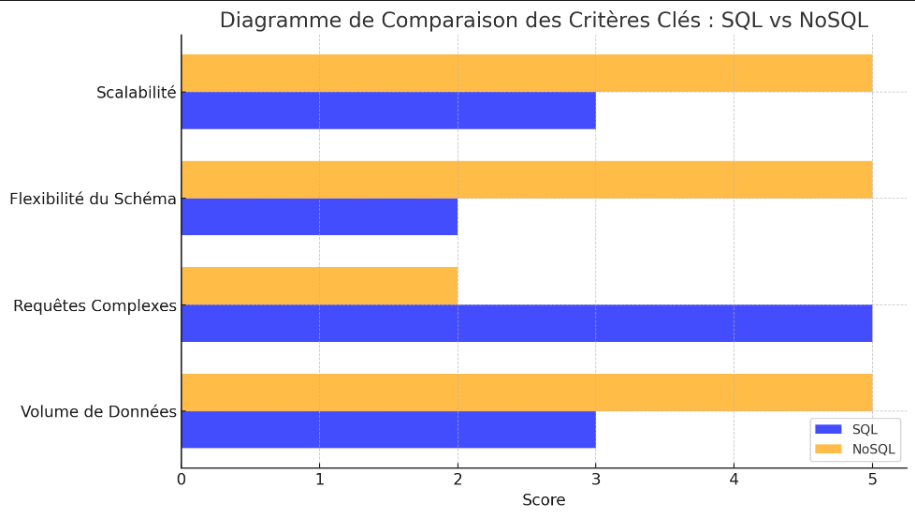 Diagramme de Comparaison des Critères Clés : SQL vs NoSQL
Scalabilité
Flexibilité du Schéma
Requêtes Complexes
Volume de Données
SQL
NoSQL
0 1 2 3 4 5
Score